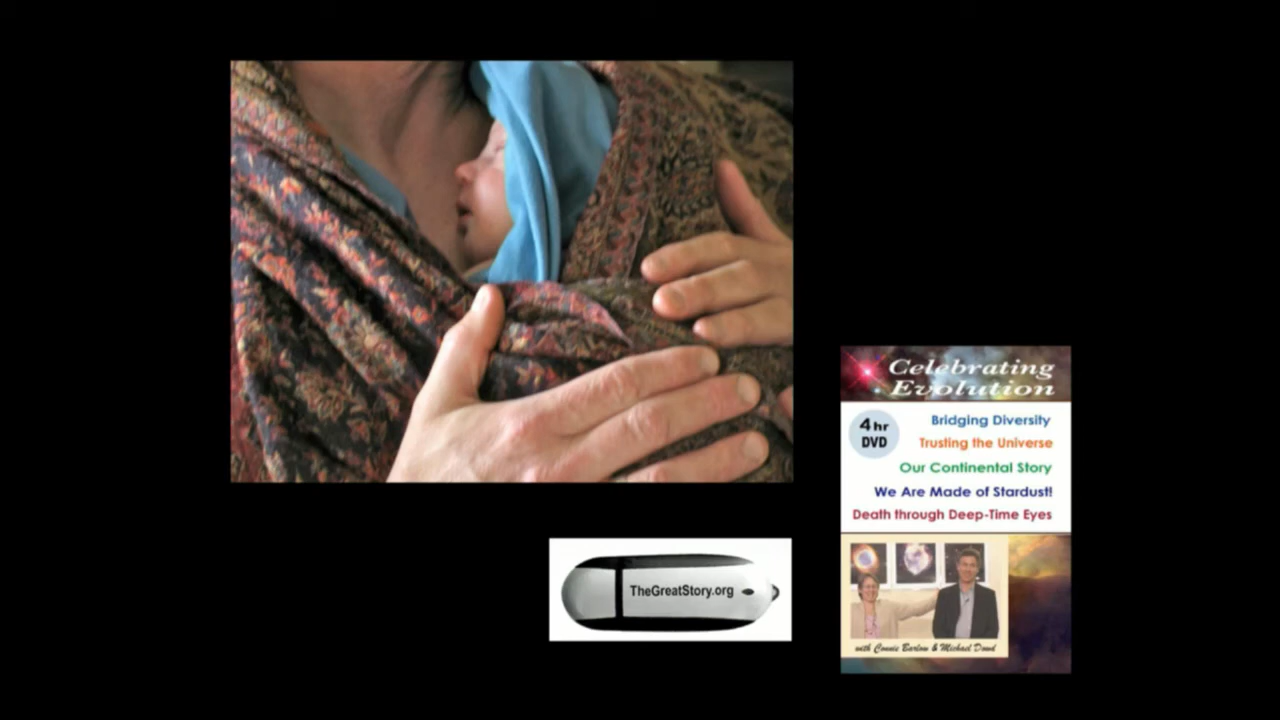 Celebrating
Evolution
4 hr
DVD
Bridging Diversity
Trusting the Universe
Our Continental Story
We Are Made of Stardust!
Death through Deep-Time Eyes
TheGreatStory.org
with Connie Barlow & Michael Dowd